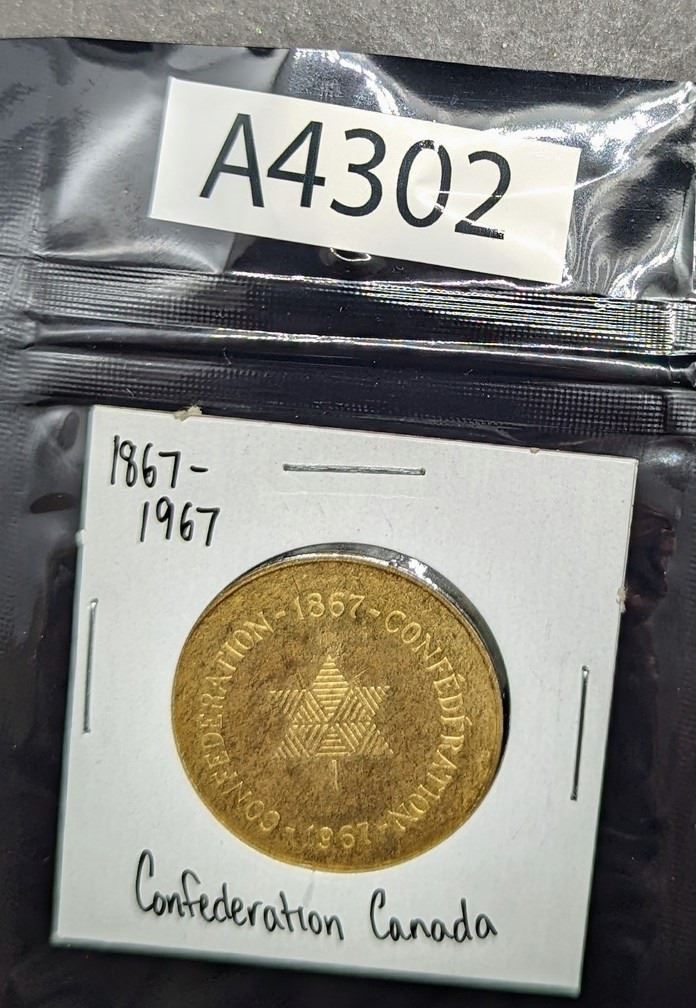 A4302
1867-
1967
CONFEDERATION - 1867 - CONFÉDÉRATION - 1967 -
Confederation Canada